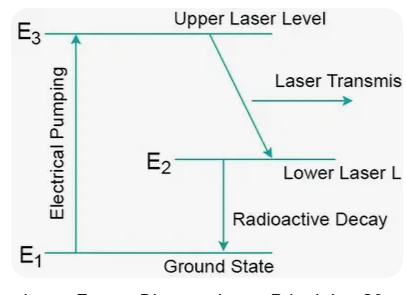 Upper Laser Level
E3
Laser Transmis
Electrical Pumping
E2
Lower Laser L
Radioactive Decay
E1
Ground State